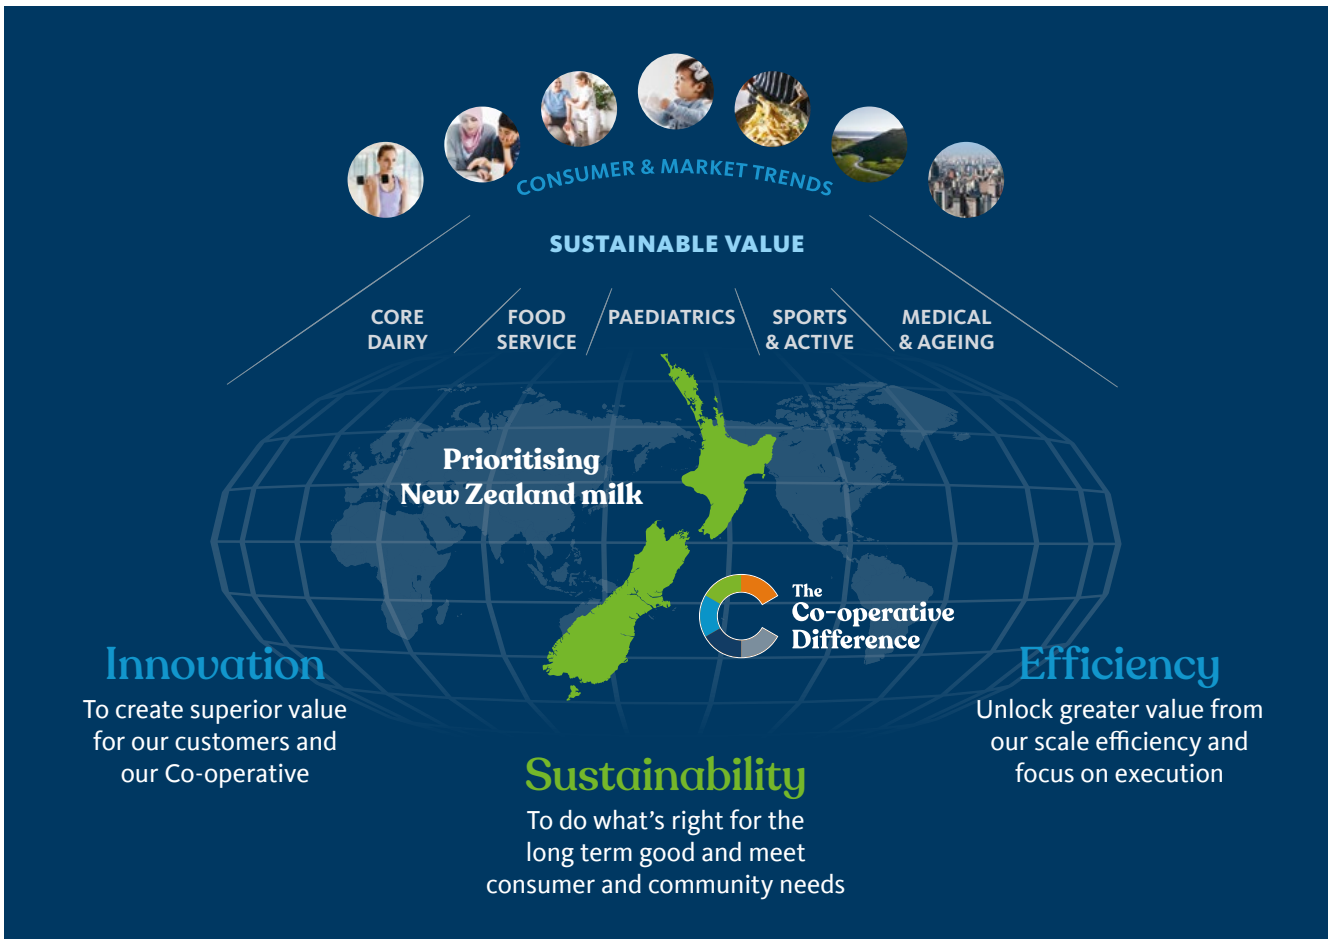 CONSUMER & MARKET TRENDS
SUSTAINABLE VALUE
CORE
DAIRY
FOOD
SERVICE
PAEDIATRICS
SPORTS
& ACTIVE
MEDICAL
& AGEING
Prioritising
New Zealand milk
The
Co-operative
Difference
Innovation
To create superior value
for our customers and
our Co-operative
Sustainability
To do what's right for the
long term good and meet
consumer and community needs
Efficiency
Unlock greater value from
our scale efficiency and
focus on execution